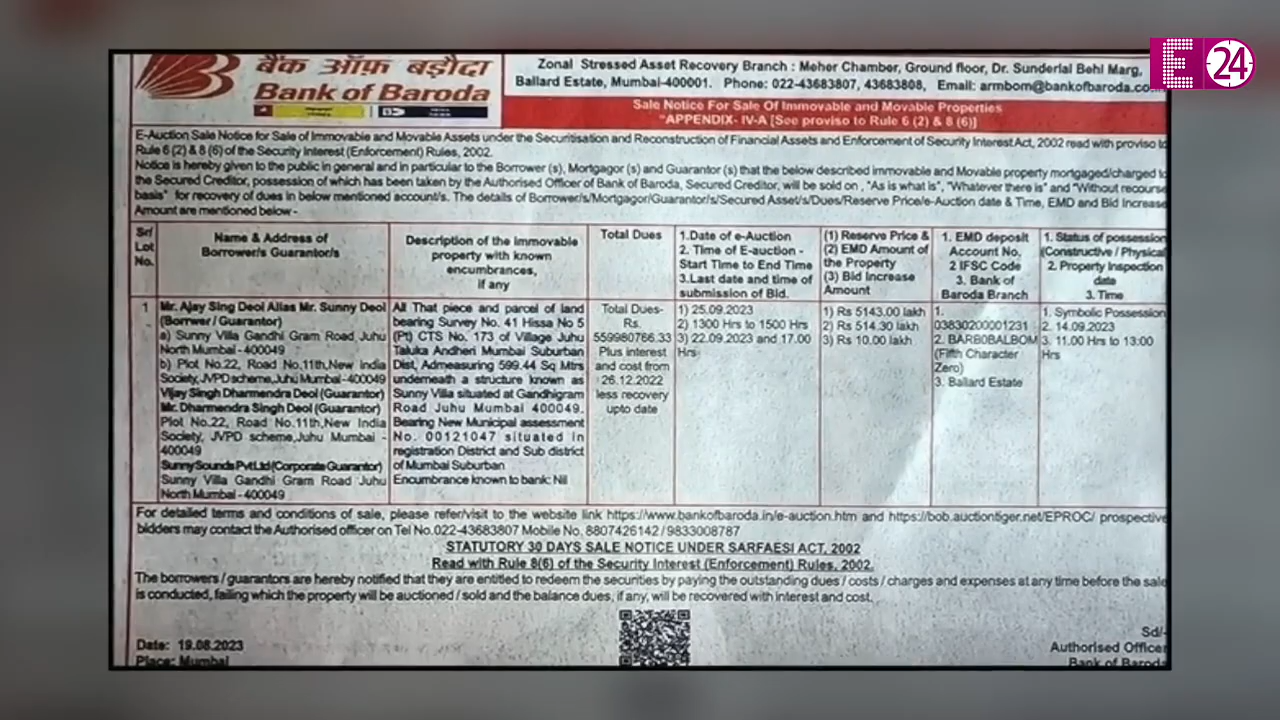 E 24
बैंक ऑफ़ बड़ौदा
Bank of Baroda
Zonal Stressed Asset Recovery Branch : Meher Chamber, Ground floor, Dr. Sunderlal Behl Marg,
Ballard Estate, Mumbai-400001. Phone: 022-43683807, 43683808, Email: armbom@bankofbaroda.co.in
Sale Notice For Sale Of Immovable and Movable Properties
"APPENDIX- IV-A [See proviso to Rule 6 (2) & 8 (6)]
E-Auction Sale Notice for Sale of Immovable and Movable Assets under the Securitisation and Reconstruction of Financial Assets and Enforcement of Security Interest Act, 2002 read with proviso to
Rule 6 (2) & 8 (6) of the Security Interest (Enforcement) Rules, 2002.
Notice is hereby given to the public in general and in particular to the Borrower (s), Mortgagor (s) and Guarantor (s) that the below described immovable and Movable property mortgaged/charged to
the Secured Creditor, possession of which has been taken by the Authorised Officer of Bank of Baroda, Secured Creditor, will be sold on , "As is what is", "Whatever there is" and "Without recourse
basis" for recovery of dues in below mentioned account/s. The details of Borrower/s/Mortgagor/Guarantor/s/Secured Asset/s/Dues/Reserve Price/e-Auction date & Time, EMD and Bid Increase
Amount are mentioned below -
Sr/
Lot
No.
Name & Address of
Borrower/s Guarantor/s
Description of the immovable
property with known
encumbrances,
if any
Total Dues
1.Date of e-Auction
2. Time of E-auction -
Start Time to End Time
3.Last date and time of
submission of Bid.
(1) Reserve Price &
(2) EMD Amount of
the Property
(3) Bid Increase
Amount
1. EMD deposit
Account No.
2 IFSC Code
3. Bank of
Baroda Branch
1. Status of possession
(Constructive / Physical
2. Property Inspection
date
3. Time
1
Mr. Ajay Sing Deol Alias Mr. Sunny Deol
(Borrwer / Guarantor)
a) Sunny Villa Gandhi Gram Road Juhu
North Mumbai - 400049
b) Plot No.22, Road No.11th,New India
Society,JVPD scheme,Juhu Mumbai-400049
Vijay Singh Dharmendra Deol (Guarantor)
Mr. Dharmendra Singh Deol (Guarantor)
Plot No.22, Road No.11th,New India
Society, JVPD scheme,Juhu Mumbai -
400049
Sunny Sounds Pvt.Ltd (Corporate Guarantor)
Sunny Villa Gandhi Gram Road Juhu
North Mumbai - 400049
All That piece and parcel of land
bearing Survey No. 41 Hissa No 5
(Pt) CTS No. 173 of Village Juhu
Taluka Andheri Mumbai Suburban
Dist, Admeasuring 599.44 Sq Mtrs
underneath a structure known as
Sunny Villa situated at Gandhigram
Road Juhu Mumbai 400049.
Bearing New Municipal assessment
No. 00121047 situated in
registration District and Sub district
of Mumbai Suburban
Encumbrance known to bank: Nil
Total Dues-
Rs.
559980766.33
Plus interest
and cost from
26.12.2022
less recovery
upto date
1) 25.09.2023
2) 1300 Hrs to 1500 Hrs
3) 22.09.2023 and 17.00
Hrs
1) Rs 5143.00 lakh
2) Rs 514.30 lakh
3) Rs 10.00 lakh
1.
03830200001231
2. BARB0BALBOM
(Fifth Character
Zero)
3. Ballard Estate
1. Symbolic Possession
2. 14.09.2023
3. 11.00 Hrs to 13:00
Hrs
For detailed terms and conditions of sale, please refer/visit to the website link https://www.bankofbaroda.in/e-auction.htm and https://bob.auctiontiger.net/EPROC/ prospective
bidders may contact the Authorised officer on Tel No.022-43683807 Mobile No. 8807426142 / 9833008787
STATUTORY 30 DAYS SALE NOTICE UNDER SARFAESI ACT, 2002
Read with Rule 8(6) of the Security Interest (Enforcement) Rules, 2002.
The borrowers / guarantors are hereby notified that they are entitled to redeem the securities by paying the outstanding dues / costs / charges and expenses at any time before the sale
is conducted, failing which the property will be auctioned / sold and the balance dues, if any, will be recovered with interest and cost.
Date: 19.08.2023
Place: Mumbai
Sd/-
Authorised Officer
Bank of Baroda